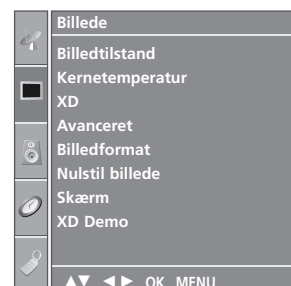 Billede
Billedtilstand
Kernetemperatur
XD
Avanceret
Billedformat
Nulstil billede
Skærm
XD Demo
▲▼ ◄► OK MENU